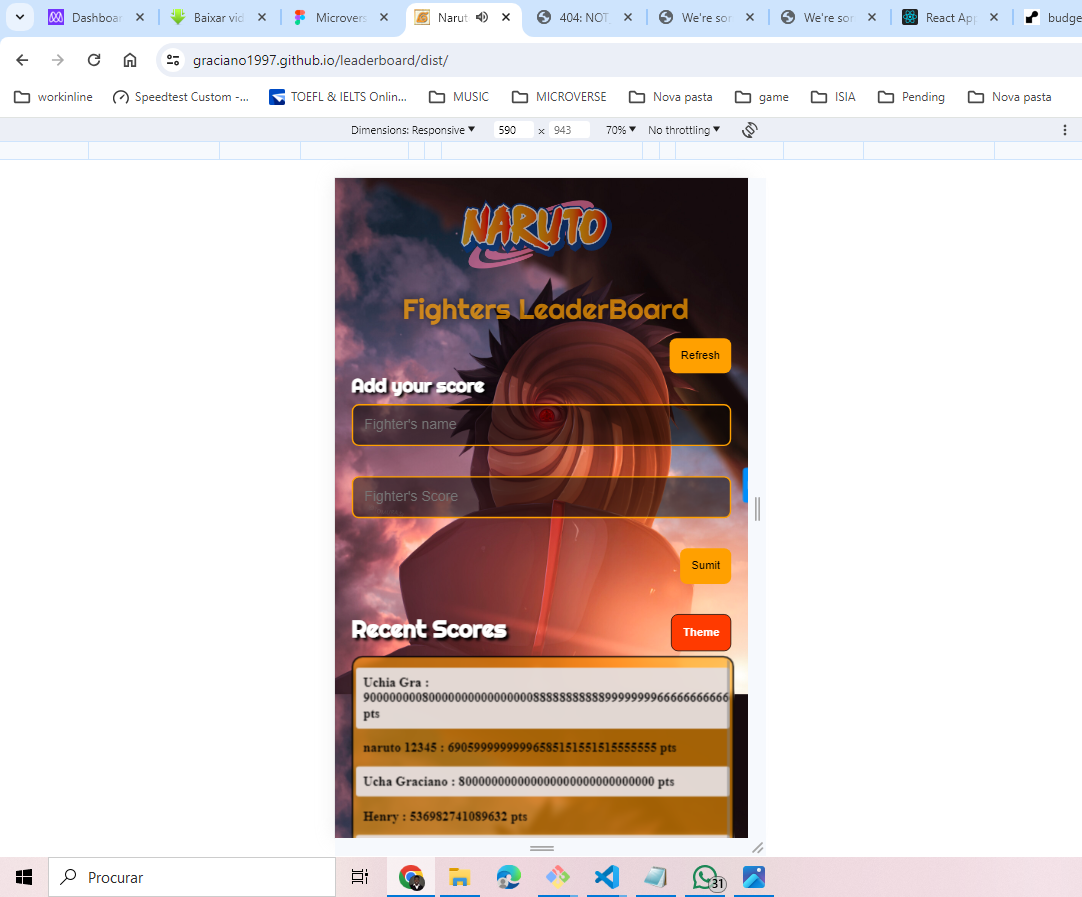 Dashboar
Baixar vid
Microvers
Narut
404: NOT
We're sor
We're sor
React App
budge
graciano1997.github.io/leaderboard/dist/
workinline
Speedtest Custom -...
TOEFL & IELTS Onlin...
MUSIC
MICROVERSE
Nova pasta
game
ISIA
Pending
Nova pasta
Dimensions: Responsive
590 x 943
70%
No throttling
NARUTO
Fighters LeaderBoard
Refresh
Add your score
Fighter's name
Fighter's Score
Sumit
Recent Scores
Theme
Uchia Gra :
pts
naruto 12345 : pts
Ucha Graciano : pts
Henry : 536982741089632 pts
Procurar
31